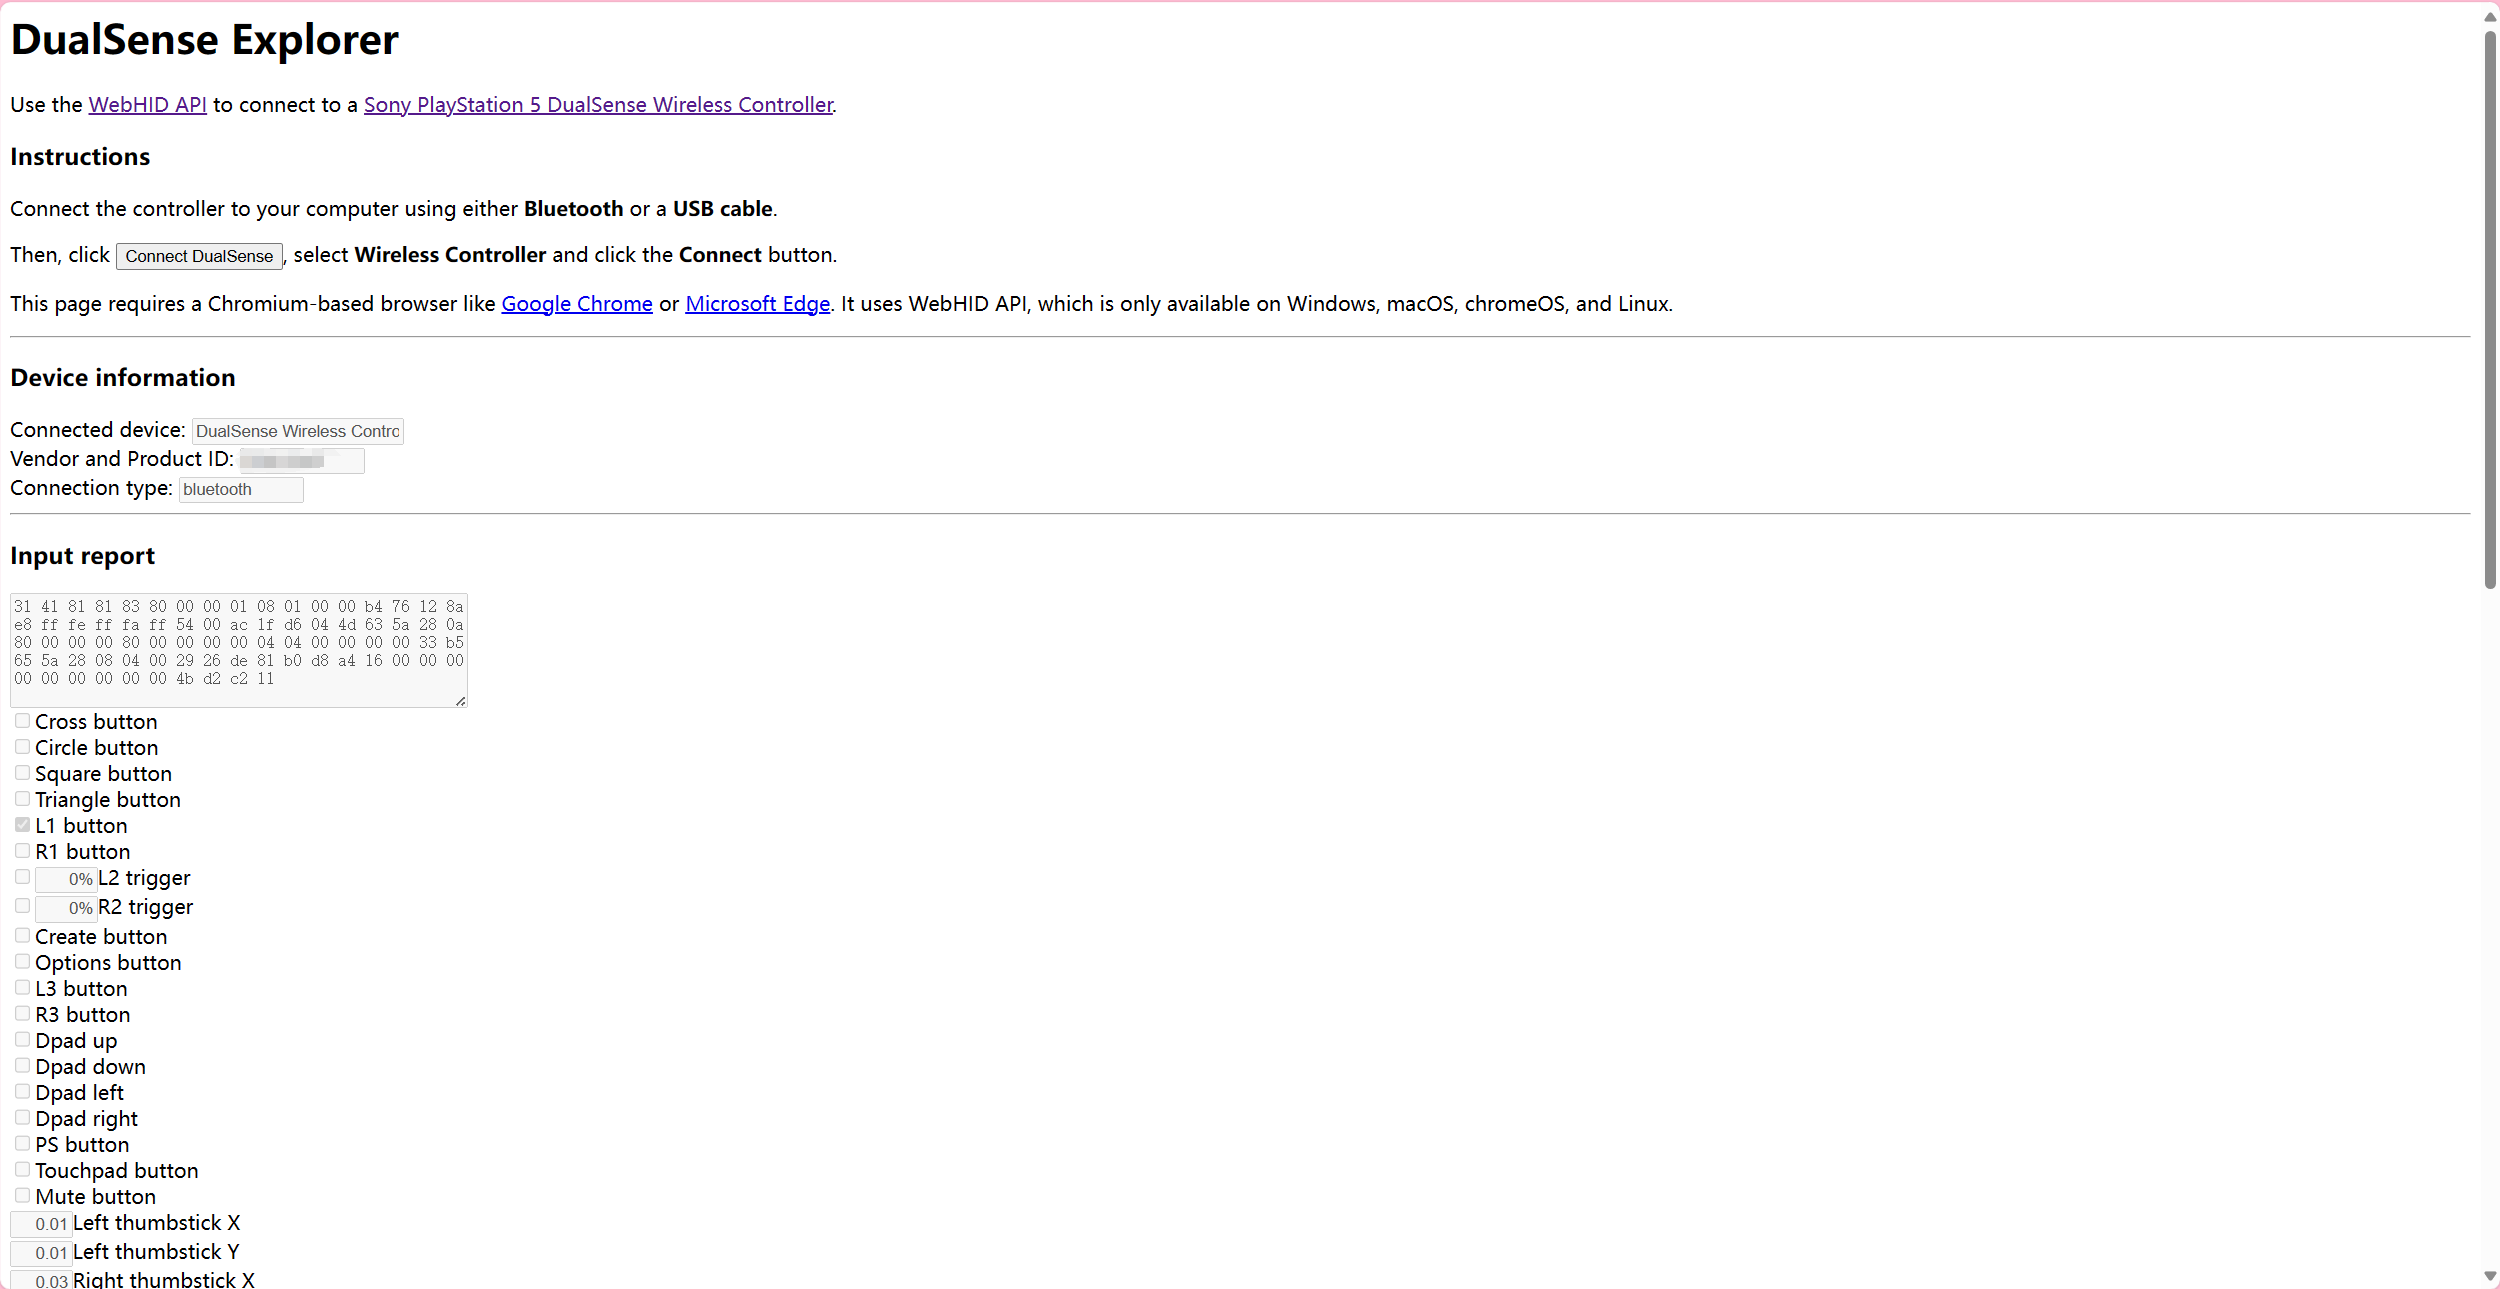 DualSense Explorer
Use the WebHID API to connect to a Sony PlayStation 5 DualSense Wireless Controller.
Instructions
Connect the controller to your computer using either Bluetooth or a USB cable.
Then, click Connect DualSense, select Wireless Controller and click the Connect button.
This page requires a Chromium-based browser like Google Chrome or Microsoft Edge. It uses WebHID API, which is only available on Windows, macOS, chromeOS, and Linux.
Device information
Connected device: DualSense Wireless Contro
Vendor and Product ID:
Connection type: bluetooth
Input report
31 41 81 81 83 80 00 00 01 08 01 00 00 b4 76 12 8a
e8 ff fe ff fa ff 54 00 ac 1f d6 04 4d 63 5a 28 0a
80 00 00 00 80 00 00 00 00 04 04 00 00 00 00 33 b5
65 5a 28 08 04 00 29 26 de 81 b0 d8 a4 16 00 00 00
00 00 00 00 00 00 4b d2 c2 11
Cross button
Circle button
Square button
Triangle button
L1 button
R1 button
0% L2 trigger
0% R2 trigger
Create button
Options button
L3 button
R3 button
Dpad up
Dpad down
Dpad left
Dpad right
PS button
Touchpad button
Mute button
0.01 Left thumbstick X
0.01 Left thumbstick Y
0.03 Right thumbstick X